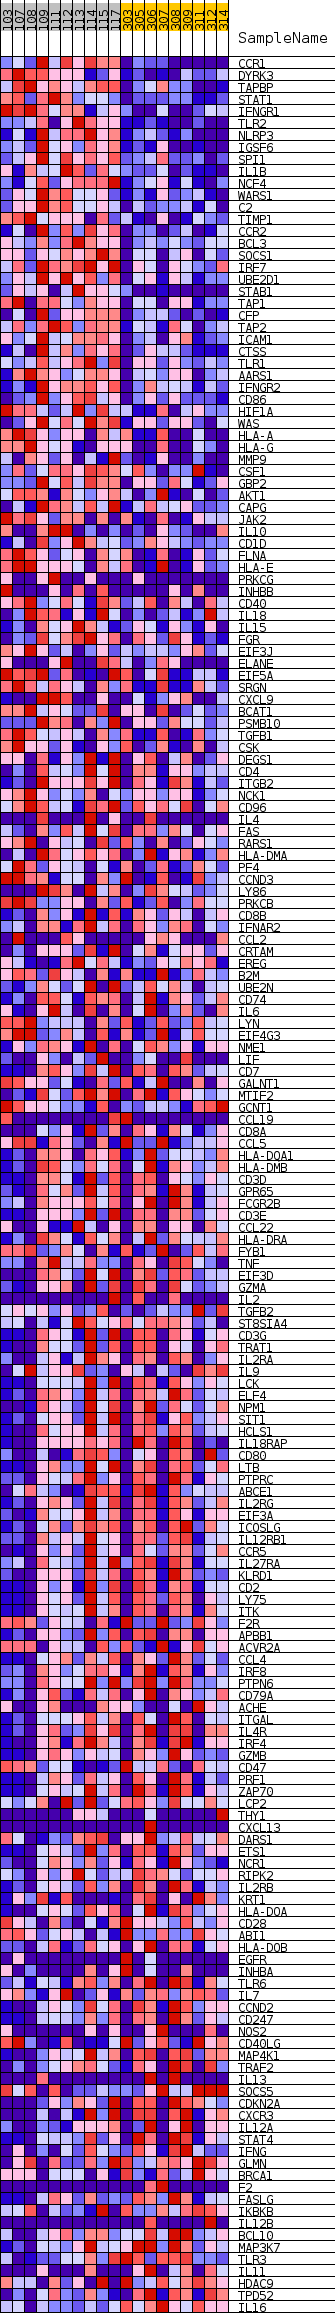 103
107
108
109
111
112
113
114
115
117
303
305
306
307
308
309
311
312
314
SampleName
CCR1
DYRK3
TAPBP
STAT1
IFNGR1
TLR2
NLRP3
IGSF6
SPI1
IL1B
NCF4
WARS1
C2
TIMP1
CCR2
BCL3
SOCS1
IRF7
UBE2D1
STAB1
TAP1
CFP
TAP2
ICAM1
CTSS
TLR1
AARS1
IFNGR2
CD86
HIF1A
WAS
HLA-A
HLA-G
MMP9
CSF1
GBP2
AKT1
CAPG
JAK2
IL10
CD1D
FLNA
HLA-E
PRKCG
INHBB
CD40
IL18
IL15
FGR
EIF3J
ELANE
EIF5A
SRGN
CXCL9
BCAT1
PSMB10
TGFB1
CSK
DEGS1
CD4
ITGB2
NCK1
CD96
IL4
FAS
RARS1
HLA-DMA
PF4
CCND3
LY86
PRKCB
CD8B
IFNAR2
CCL2
CRTAM
EREG
B2M
UBE2N
CD74
IL6
LYN
EIF4G3
NME1
LIF
CD7
GALNT1
MTIF2
GCNT1
CCL19
CD8A
CCL5
HLA-DQA1
HLA-DMB
CD3D
GPR65
FCGR2B
CD3E
CCL22
HLA-DRA
FYB1
TNF
EIF3D
GZMA
IL2
TGFB2
ST8SIA4
CD3G
TRAT1
IL2RA
IL9
LCK
ELF4
NPM1
SIT1
HCLS1
IL18RAP
CD80
LTB
PTPRC
ABCE1
IL2RG
EIF3A
ICOSLG
IL12RB1
CCR5
IL27RA
KLRD1
CD2
LY75
ITK
F2R
APBB1
ACVR2A
CCL4
IRF8
PTPN6
CD79A
ACHE
ITGAL
IL4R
IRF4
GZMB
CD47
PRF1
ZAP70
LCP2
THY1
CXCL13
DARS1
ETS1
NCR1
RIPK2
IL2RB
KRT1
HLA-DOA
CD28
ABI1
HLA-DOB
EGFR
INHBA
TLR6
IL7
CCND2
CD247
NOS2
CD40LG
MAP4K1
TRAF2
IL13
SOCS5
CDKN2A
CXCR3
IL12A
STAT4
IFNG
GLMN
BRCA1
F2
FASLG
IKBKB
IL12B
BCL10
MAP3K7
TLR3
IL11
HDAC9
TPD52
IL16